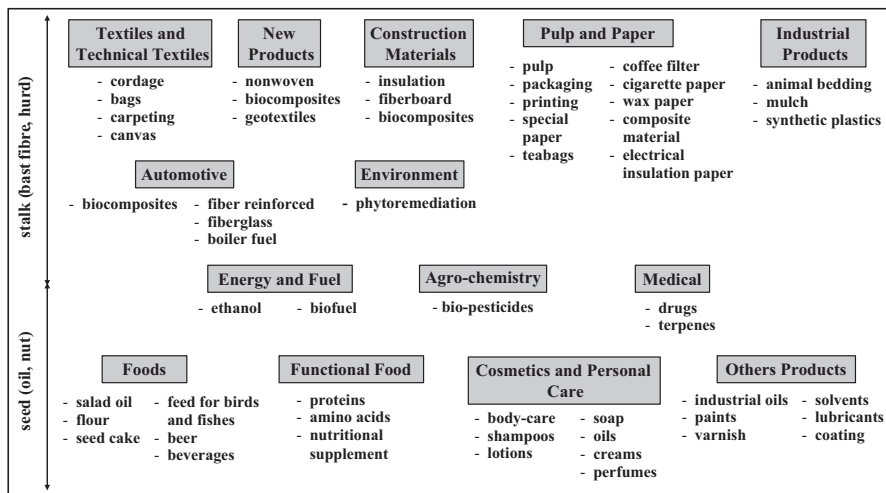 stalk (bast fibre, hurd)
seed (oil, nut)
Textiles and
Technical Textiles
- cordage
- bags
- carpeting
- canvas
New
Products
- nonwoven
- biocomposites
- geotextiles
Construction
Materials
- insulation
- fiberboard
- biocomposites
Pulp and Paper
- pulp
- packaging
- printing
- special
paper
- teabags
- coffee filter
- cigarette paper
- wax paper
- composite
material
- electrical
insulation paper
Industrial
Products
- animal bedding
- mulch
- synthetic plastics
Automotive
- biocomposites
- fiber reinforced
- fiberglass
- boiler fuel
Environment
- phytoremediation
Energy and Fuel
- ethanol
- biofuel
Agro-chemistry
- bio-pesticides
Medical
- drugs
- terpenes
Foods
- salad oil
- flour
- seed cake
- feed for birds
and fishes
- beer
- beverages
Functional Food
- proteins
- amino acids
- nutritional
supplement
Cosmetics and Personal
Care
- body-care
- shampoos
- lotions
- soap
- oils
- creams
- perfumes
Others Products
- industrial oils
- paints
- varnish
- solvents
- lubricants
- coating